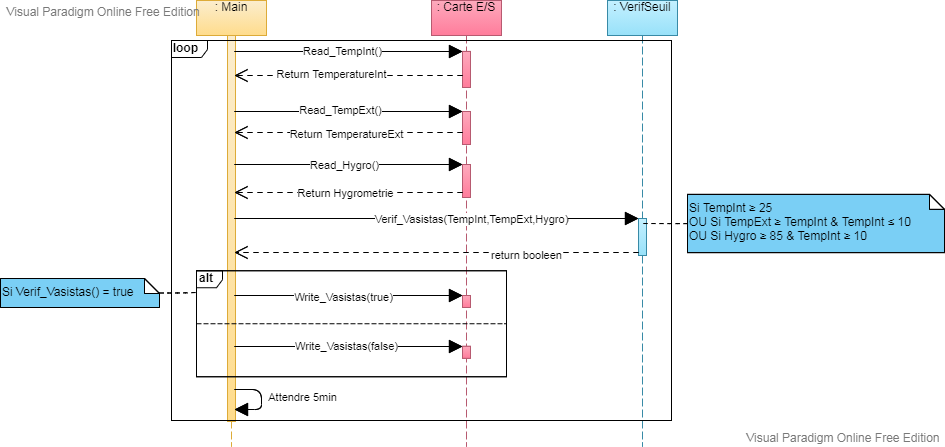 Visual Paradigm Online Free Edition
: Main
: Carte E/S
: VerifSeuil
loop
Read_TempInt()
Return TemperatureInt
Read_TempExt()
Return TemperatureExt
Read_Hygro()
Return Hygrometrie
Verif_Vasistas(TempInt,TempExt,Hygro)
Si TempInt ≥ 25
OU Si TempExt ≥ TempInt & TempInt ≤ 10
OU Si Hygro ≥ 85 & TempInt ≥ 10
return booleen
alt
Si Verif_Vasistas() = true
Write_Vasistas(true)
Write_Vasistas(false)
Attendre 5min
Visual Paradigm Online Free Edition